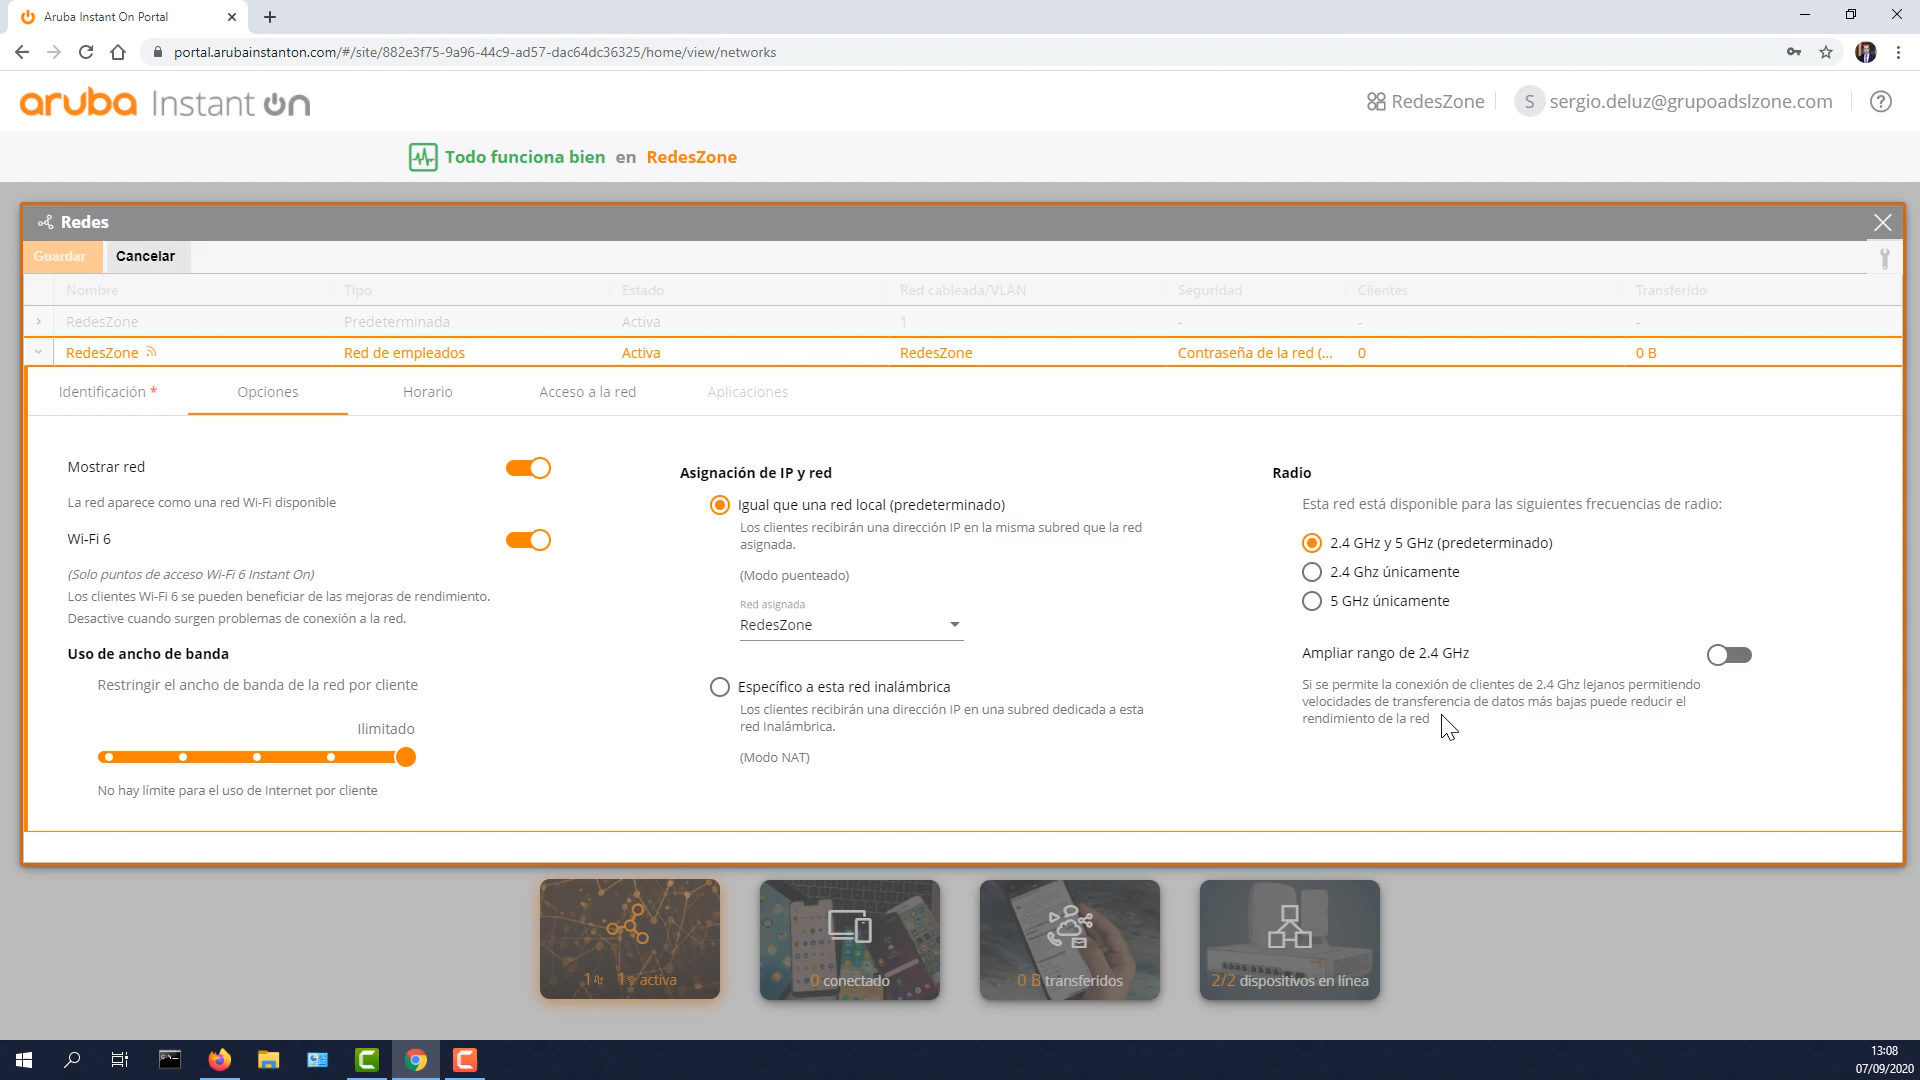 Aruba Instant On Portal
portal.arubainstanton.com/#/site/882e3f75-9a96-44c9-ad57-dac64dc36325/home/view/networks
aruba Instant On
RedesZone
S sergio.deluz@grupoadslzone.com
?
Todo funciona bien en RedesZone
Redes
Guardar Cancelar
Nombre Tipo Estado Red cableada/VLAN Seguridad Clientes Transferido
RedesZone Predeterminada Activa 1 - - -
RedesZone Red de empleados Activa RedesZone Contraseña de la red (... 0 0 B
Identificación * Opciones Horario Acceso a la red Aplicaciones
Mostrar red
La red aparece como una red Wi-Fi disponible
Wi-Fi 6
(Solo puntos de acceso Wi-Fi 6 Instant On)
Los clientes Wi-Fi 6 se pueden beneficiar de las mejoras de rendimiento.
Desactive cuando surgen problemas de conexión a la red.
Uso de ancho de banda
Restringir el ancho de banda de la red por cliente
Ilimitado
No hay límite para el uso de Internet por cliente
Asignación de IP y red
Igual que una red local (predeterminado)
Los clientes recibirán una dirección IP en la misma subred que la red
asignada.
(Modo puenteado)
Red asignada
RedesZone
Específico a esta red inalámbrica
Los clientes recibirán una dirección IP en una subred dedicada a esta
red Inalámbrica.
(Modo NAT)
Radio
Esta red está disponible para las siguientes frecuencias de radio:
2.4 GHz y 5 GHz (predeterminado)
2.4 Ghz únicamente
5 GHz únicamente
Ampliar rango de 2.4 GHz
Si se permite la conexión de clientes de 2.4 Ghz lejanos permitiendo
velocidades de transferencia de datos más bajas puede reducir el
rendimiento de la red
1 1 activa
0 conectado
0 B transferidos
2/2 dispositivos en línea
13:08
07/09/2020